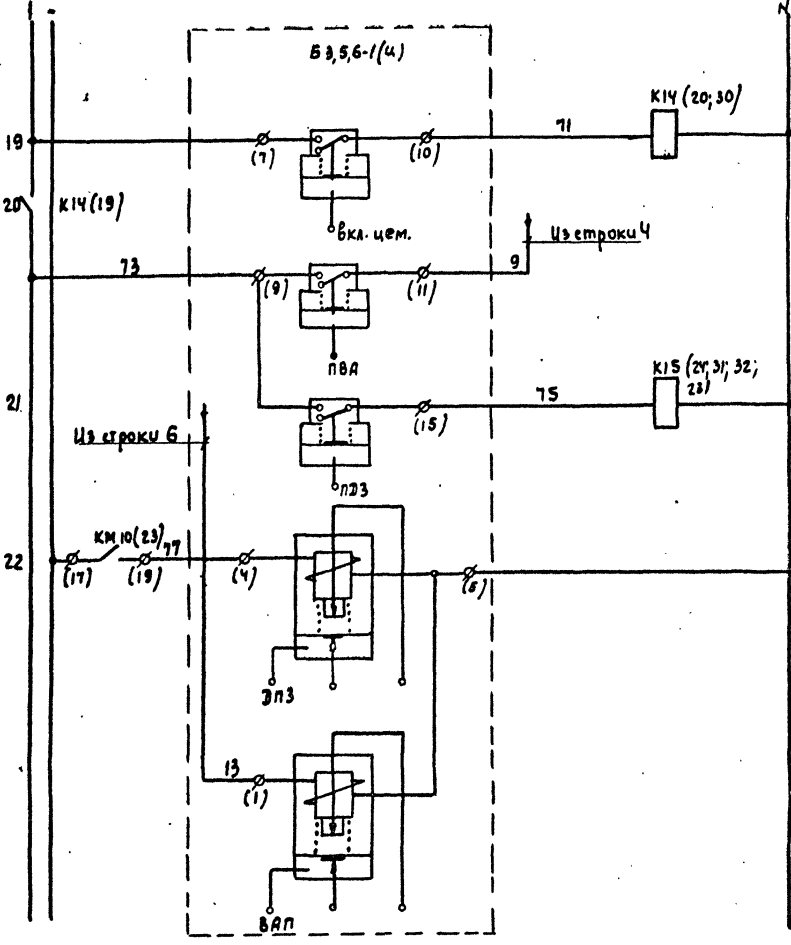 1
N
БЭ,5,6-1(И)
К14 (20; 30)
19
(7)
(10)
71
20
К14(19)
вкл. цем.
Из строки 4
73
(9)
(11)
9
ПВА
К15 (24; 31; 32;
23)
21
75
(15)
Из строки 6
ПДЗ
КМ10(23)
77
22
(17)
(19)
(4)
(5)
ЭПЗ
13
(1)
ВАП